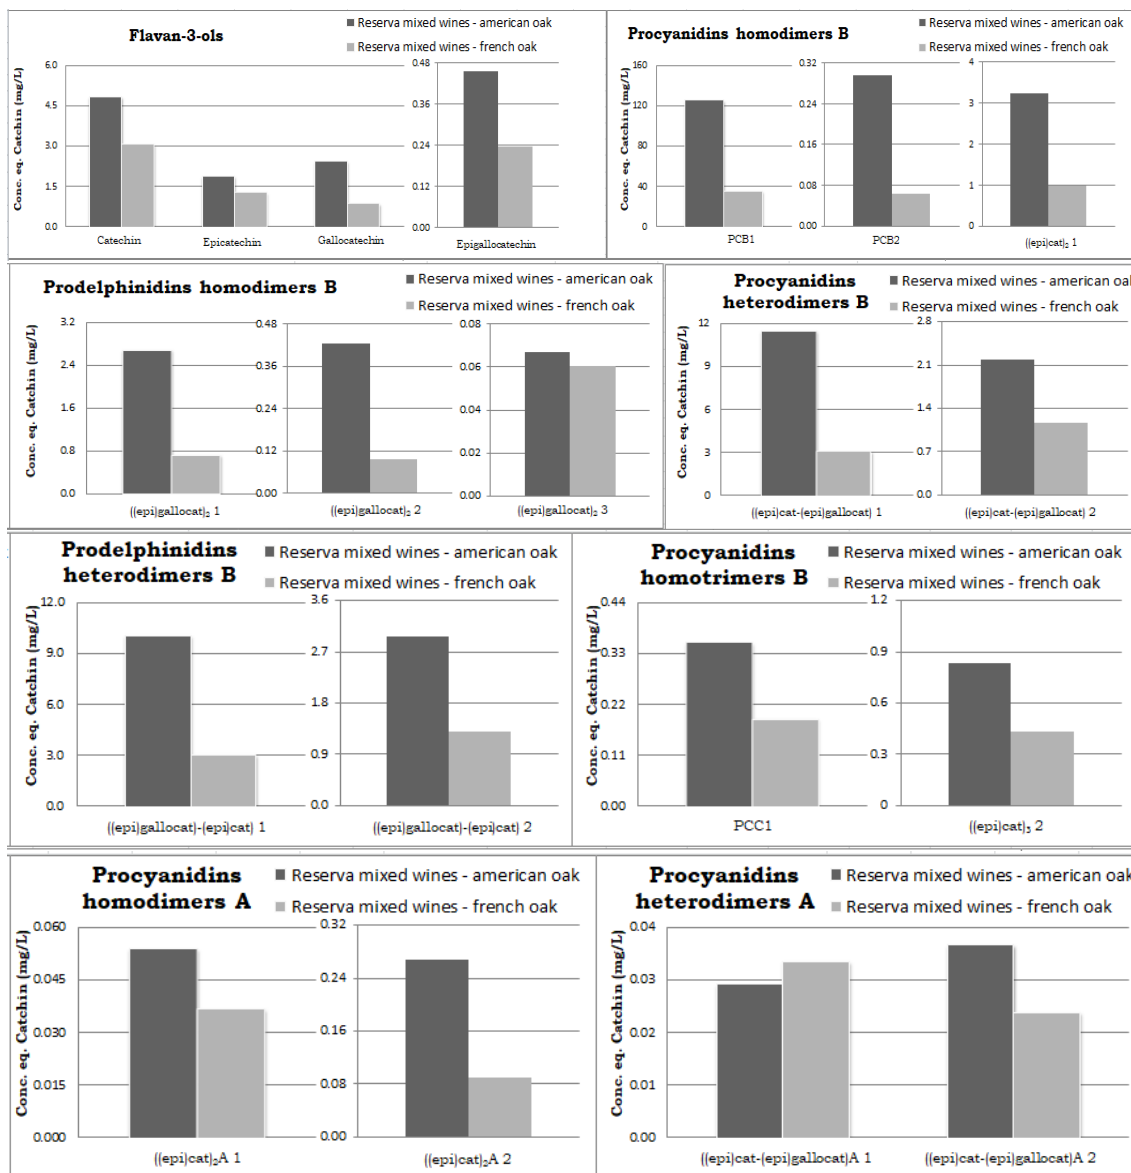 Flavan-3-ols
Reserva mixed wines - american oak
Reserva mixed wines - french oak
Conc. eq. Catchin (mg/L)
6.0
4.5
3.0
1.5
0.0
Catechin
Epicatechin
Gallocatechin
0.48
0.36
0.24
0.12
0.00
Epigallocatechin
Procyanidins homodimers B
Reserva mixed wines - american oak
Reserva mixed wines - french oak
Conc. eq. Catchin (mg/L)
160
120
80
40
0
PCB1
0.32
0.24
0.16
0.08
0.00
PCB2
4
3
2
1
0
((epi)cat)₂ 1
Prodelphinidins homodimers B
Reserva mixed wines - american oak
Reserva mixed wines - french oak
Conc. eq. Catchin (mg/L)
3.2
2.4
1.6
0.8
0.0
((epi)gallocat)₂ 1
0.48
0.36
0.24
0.12
0.00
((epi)gallocat)₂ 2
0.08
0.06
0.04
0.02
0.00
((epi)gallocat)₂ 3
Procyanidins
heterodimers B
Reserva mixed wines - american oak
Reserva mixed wines - french oak
Conc. eq. Catchin (mg/L)
12
9
6
3
0
((epi)cat-(epi)gallocat) 1
2.8
2.1
1.4
0.7
0.0
((epi)cat-(epi)gallocat) 2
Prodelphinidins
heterodimers B
Reserva mixed wines - american oak
Reserva mixed wines - french oak
Conc. eq. Catchin (mg/L)
12.0
9.0
6.0
3.0
0.0
((epi)gallocat)-(epi)cat) 1
3.6
2.7
1.8
0.9
0.0
((epi)gallocat)-(epi)cat) 2
Procyanidins
homotrimers B
Reserva mixed wines - american oak
Reserva mixed wines - french oak
Conc. eq. Catchin (mg/L)
0.44
0.33
0.22
0.11
0.00
PCC1
1.2
0.9
0.6
0.3
0
((epi)cat)₃ 2
Procyanidins
homodimers A
Reserva mixed wines - american oak
Reserva mixed wines - french oak
Conc. eq. Catchin (mg/L)
0.060
0.045
0.030
0.015
0.000
((epi)cat)₂A 1
0.32
0.24
0.16
0.08
0.00
((epi)cat)₂A 2
Procyanidins
heterodimers A
Reserva mixed wines - american oak
Reserva mixed wines - french oak
Conc. eq. Catchin (mg/L)
0.04
0.03
0.02
0.01
0.00
((epi)cat-(epi)gallocat)A 1
((epi)cat-(epi)gallocat)A 2